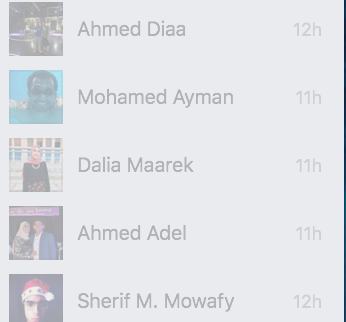 Ahmed Diaa 12h
Mohamed Ayman 11h
Dalia Maarek 11h
Ahmed Adel 11h
Sherif M. Mowafy 12h